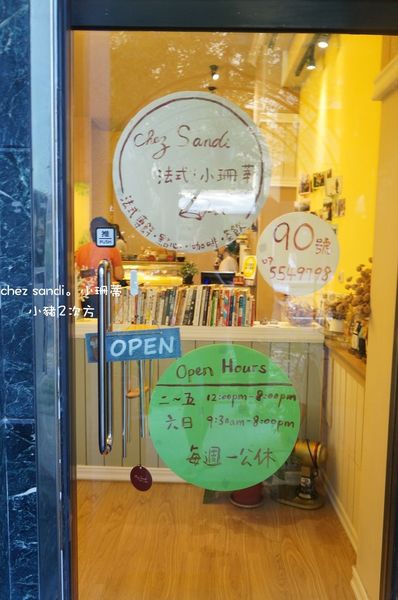 chez Sandi
法式‧小珊蒂
90號
07
5549798
推
PUSH
chez sandi。小珊蒂
小豬2次方
OPEN
Open Hours
二~五 12:00pm-8:00pm
六日 9:30am-8:00pm
每週一公休